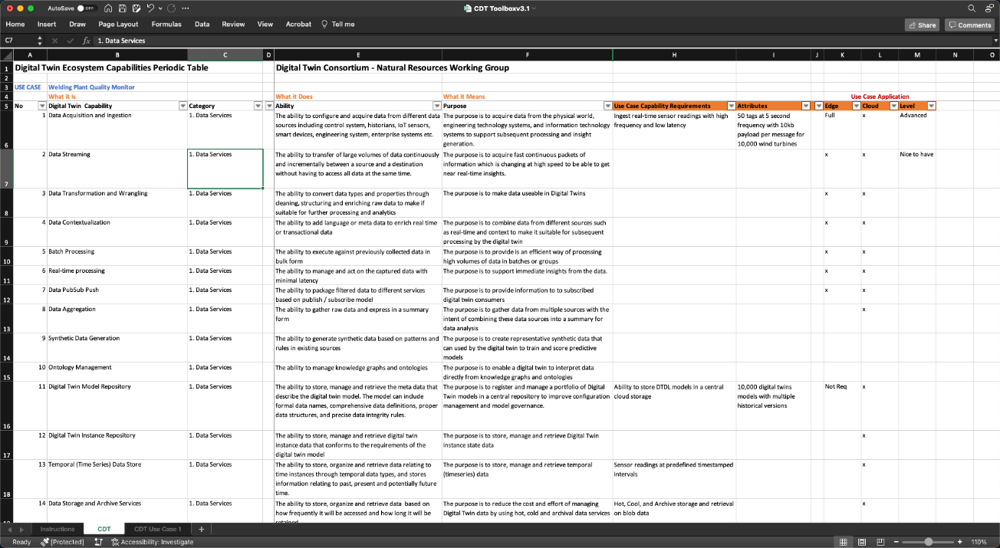 AutoSave OFF
CDT Toolboxv3.1
Home Insert Draw Page Layout Formulas Data Review View Acrobat Tell me Share Comments
C7 fx 1. Data Services
A B C D E F H I J K L M N O
1 Digital Twin Ecosystem Capabilities Periodic Table Digital Twin Consortium - Natural Resources Working Group
2
3 USE CASE Welding Plant Quality Monitor
4 What it Is What it Does What it Means Use Case Application
5 No Digital Twin Capability Category Ability Purpose Use Case Capability Requirements Attributes Edge Cloud Level
1 Data Acquisition and Ingestion 1. Data Services The ability to configure and acquire data from different data The purpose is to acquire data from the physical world, Ingest real-time sensor readings with high 50 tags at 5 second Full x Advanced
sources including control system, historians, IoT sensors, engineering technology systems, and information technology frequency and low latency frequency with 10kb
smart devices, engineering system, enterprise systems etc. systems to support subsequent processing and insight payload per message for
6 generation. 10,000 wind turbines
2 Data Streaming 1. Data Services The ability to transfer of large volumes of data continuously The purpose is to acquire fast continuous packets of x x Nice to have
and incrementally between a source and a destination information which is changing at high speed to be able to get
without having to access all data at the same time. near real-time insights.
7
3 Data Transformation and Wrangling 1. Data Services The ability to convert data types and properties through The purpose is to make data useable in Digital Twins x x
cleaning, structuring and enriching raw data to make if
8 suitable for further processing and analytics
4 Data Contextualization 1. Data Services The ability to add language or meta data to enrich real time The purpose is to combine data from different sources such x x
or transactional data as real-time and context to make it suitable for subsequent
9 processing by the digital twin
5 Batch Processing 1. Data Services The ability to execute against previously collected data in The purpose is to provide is an efficient way of processing x x
10 bulk form high volumes of data in batches or groups
6 Real-time processing 1. Data Services The ability to manage and act on the captured data with The purpose is to support immediate insights from the data. x x
11 minimal latency
7 Data PubSub Push 1. Data Services The ability to package filtered data to different services The purpose is to provide information to to subscribed x x
12 based on publish / subscribe model digital twin consumers
8 Data Aggregation 1. Data Services The ability to gather raw data and express in a summary The purpose is to gather data from multiple sources with the x
form intent of combining these data sources into a summary for
13 data analysis
9 Synthetic Data Generation 1. Data Services The ability to generate synthetic data based on patterns and The purpose is to create representative synthetic data that
rules in existing sources can used by the digital twin to train and score predictive
14 models
10 Ontology Management 1. Data Services The ability to manage knowledge graphs and ontologies The purpose is to enable a digital twin to interpret data
15 directly from knowledge graphs and ontologies
11 Digital Twin Model Repository 1. Data Services The ability to store, manage and retrieve the meta data that The purpose is to register and manage a portfolio of Digital Ability to store DTDL models in a central 10,000 digital twins Not Req x
describe the digital twin model. The model can include Twin models in a central repository to improve configuration cloud storage models with multiple
formal data names, comprehensive data definitions, proper management and model governance. historical versions
data structures, and precise data integrity rules.
16
12 Digital Twin Instance Repository 1. Data Services The ability to store, manage and retrieve digital twin The purpose is to store, manage and retrieve Digital Twin x
instance data that conforms to the requirements of the instance state data
17 digital twin model
13 Temporal (Time Series) Data Store 1. Data Services The ability to store, organize and retrieve data relating to The purpose is to store, manage and retrieve temporal Sensor readings at predefined timestamped x
time instances through temporal data types, and stores (timeseries) data intervals
information relating to past, present and potentially future
18 time.
14 Data Storage and Archive Services 1. Data Services The ability to store, organize and retrieve data based on The purpose is to reduce the cost and effort of managing Hot, Cool, and Archive storage and retrieval x
how frequently it will be accessed and how long it will be Digital Twin data by using hot, cold and archival data services on blob data
retained
Instructions CDT CDT Use Case 1 +
Ready [Protected] Accessibility: Investigate 110%